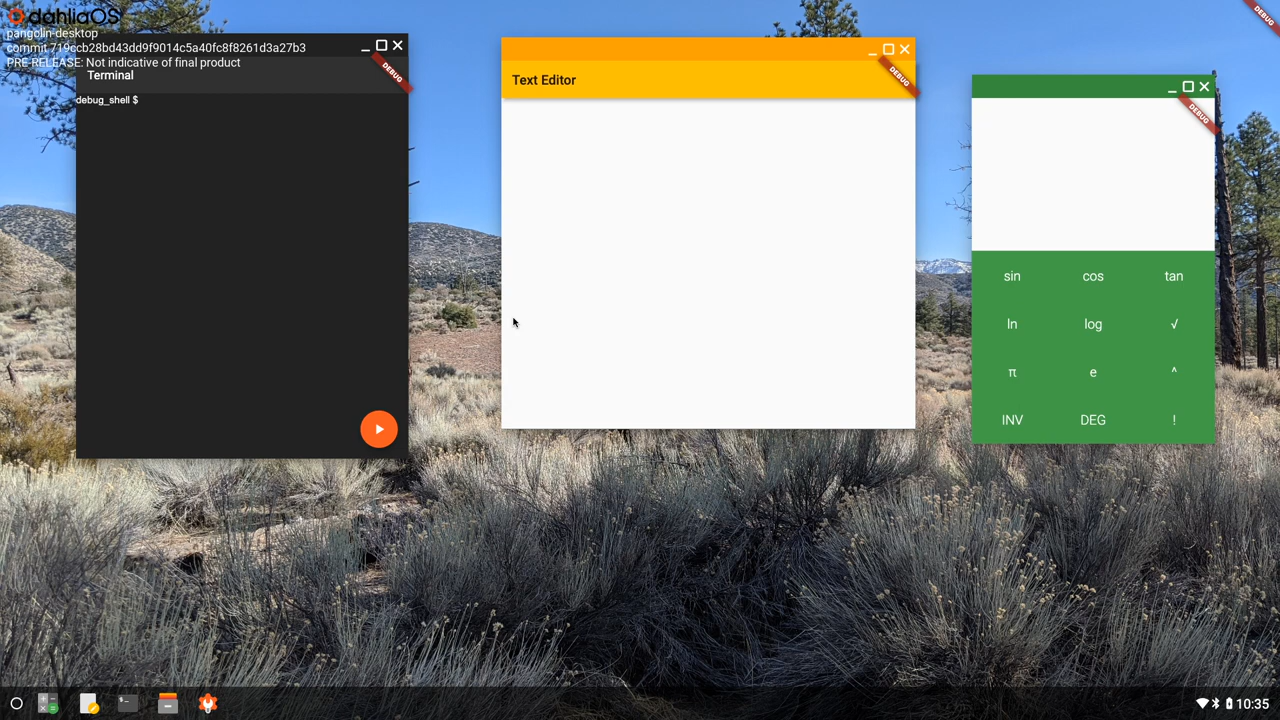 dahliaOS
pangolin-desktop
commit 719ccb28bd43dd9f9014c5a40fc8f8261d3a27b3
PRE-RELEASE: Not indicative of final product
DEBUG
Terminal
DEBUG
debug_shell $
Text Editor
DEBUG
DEBUG
sin cos tan
ln log √
π e ^
INV DEG !
10:35